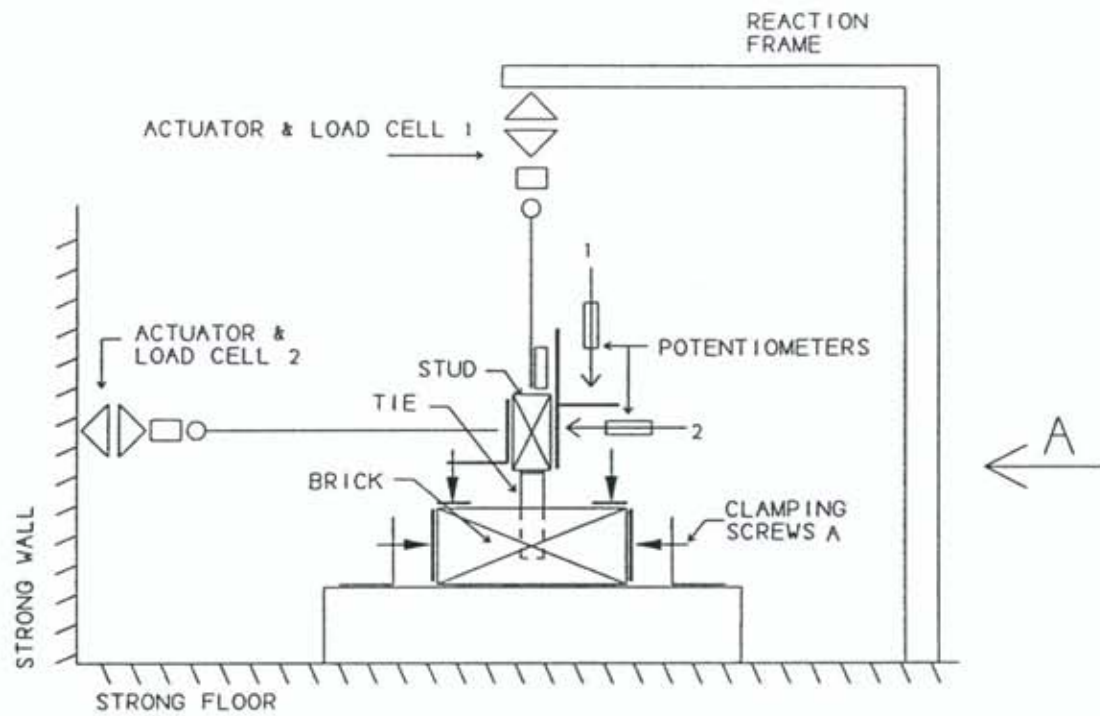 REACTION
FRAME
ACTUATOR & LOAD CELL 1
1
ACTUATOR &
LOAD CELL 2
POTENTIOMETERS
STUD
TIE
2
A
BRICK
CLAMPING
SCREWS A
STRONG WALL
STRONG FLOOR